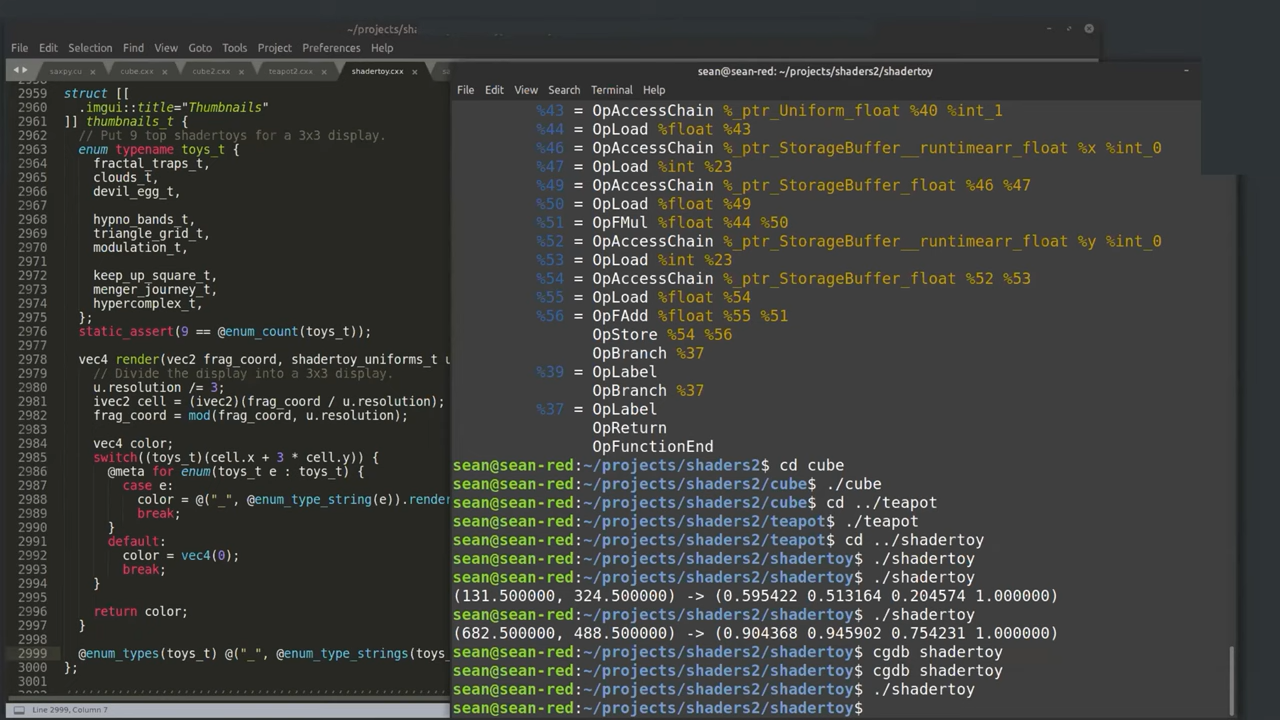 ~/projects/sha
File Edit Selection Find View Goto Tools Project Preferences Help
saxpy.cu × cube.cxx × cube2.cxx × teapot2.cxx × shadertoy.cxx ×
2959 struct [[
2960 .imgui::title="Thumbnails"
2961 ]] thumbnails_t {
2962 // Put 9 top shadertoys for a 3x3 display.
2963 enum typename toys_t {
2964 fractal_traps_t,
2965 clouds_t,
2966 devil_egg_t,
2967
2968 hypno_bands_t,
2969 triangle_grid_t,
2970 modulation_t,
2971
2972 keep_up_square_t,
2973 menger_journey_t,
2974 hypercomplex_t,
2975 };
2976 static_assert(9 == @enum_count(toys_t));
2977
2978 vec4 render(vec2 frag_coord, shadertoy_uniforms_t u
2979 // Divide the display into a 3x3 display.
2980 u.resolution /= 3;
2981 ivec2 cell = (ivec2)(frag_coord / u.resolution);
2982 frag_coord = mod(frag_coord, u.resolution);
2983
2984 vec4 color;
2985 switch((toys_t)(cell.x + 3 * cell.y)) {
2986 @meta for enum(toys_t e : toys_t) {
2987 case e:
2988 color = @("_", @enum_type_string(e)).render
2989 break;
2990 }
2991 default:
2992 color = vec4(0);
2993 break;
2994 }
2995
2996 return color;
2997 }
2998
2999 @enum_types(toys_t) @("_", @enum_type_strings(toys_
3000 };
3001
Line 2999, Column 7
sean@sean-red: ~/projects/shaders2/shadertoy
File Edit View Search Terminal Help
%43 = OpAccessChain %_ptr_Uniform_float %40 %int_1
%44 = OpLoad %float %43
%46 = OpAccessChain %_ptr_StorageBuffer__runtimearr_float %x %int_0
%47 = OpLoad %int %23
%49 = OpAccessChain %_ptr_StorageBuffer_float %46 %47
%50 = OpLoad %float %49
%51 = OpFMul %float %44 %50
%52 = OpAccessChain %_ptr_StorageBuffer__runtimearr_float %y %int_0
%53 = OpLoad %int %23
%54 = OpAccessChain %_ptr_StorageBuffer_float %52 %53
%55 = OpLoad %float %54
%56 = OpFAdd %float %55 %51
OpStore %54 %56
OpBranch %37
%39 = OpLabel
OpBranch %37
%37 = OpLabel
OpReturn
OpFunctionEnd
sean@sean-red:~/projects/shaders2$ cd cube
sean@sean-red:~/projects/shaders2/cube$ ./cube
sean@sean-red:~/projects/shaders2/cube$ cd ../teapot
sean@sean-red:~/projects/shaders2/teapot$ ./teapot
sean@sean-red:~/projects/shaders2/teapot$ cd ../shadertoy
sean@sean-red:~/projects/shaders2/shadertoy$ ./shadertoy
sean@sean-red:~/projects/shaders2/shadertoy$ ./shadertoy
(131.500000, 324.500000) -> (0.595422 0.513164 0.204574 1.000000)
sean@sean-red:~/projects/shaders2/shadertoy$ ./shadertoy
(682.500000, 488.500000) -> (0.904368 0.945902 0.754231 1.000000)
sean@sean-red:~/projects/shaders2/shadertoy$ cgdb shadertoy
sean@sean-red:~/projects/shaders2/shadertoy$ cgdb shadertoy
sean@sean-red:~/projects/shaders2/shadertoy$ ./shadertoy
sean@sean-red:~/projects/shaders2/shadertoy$